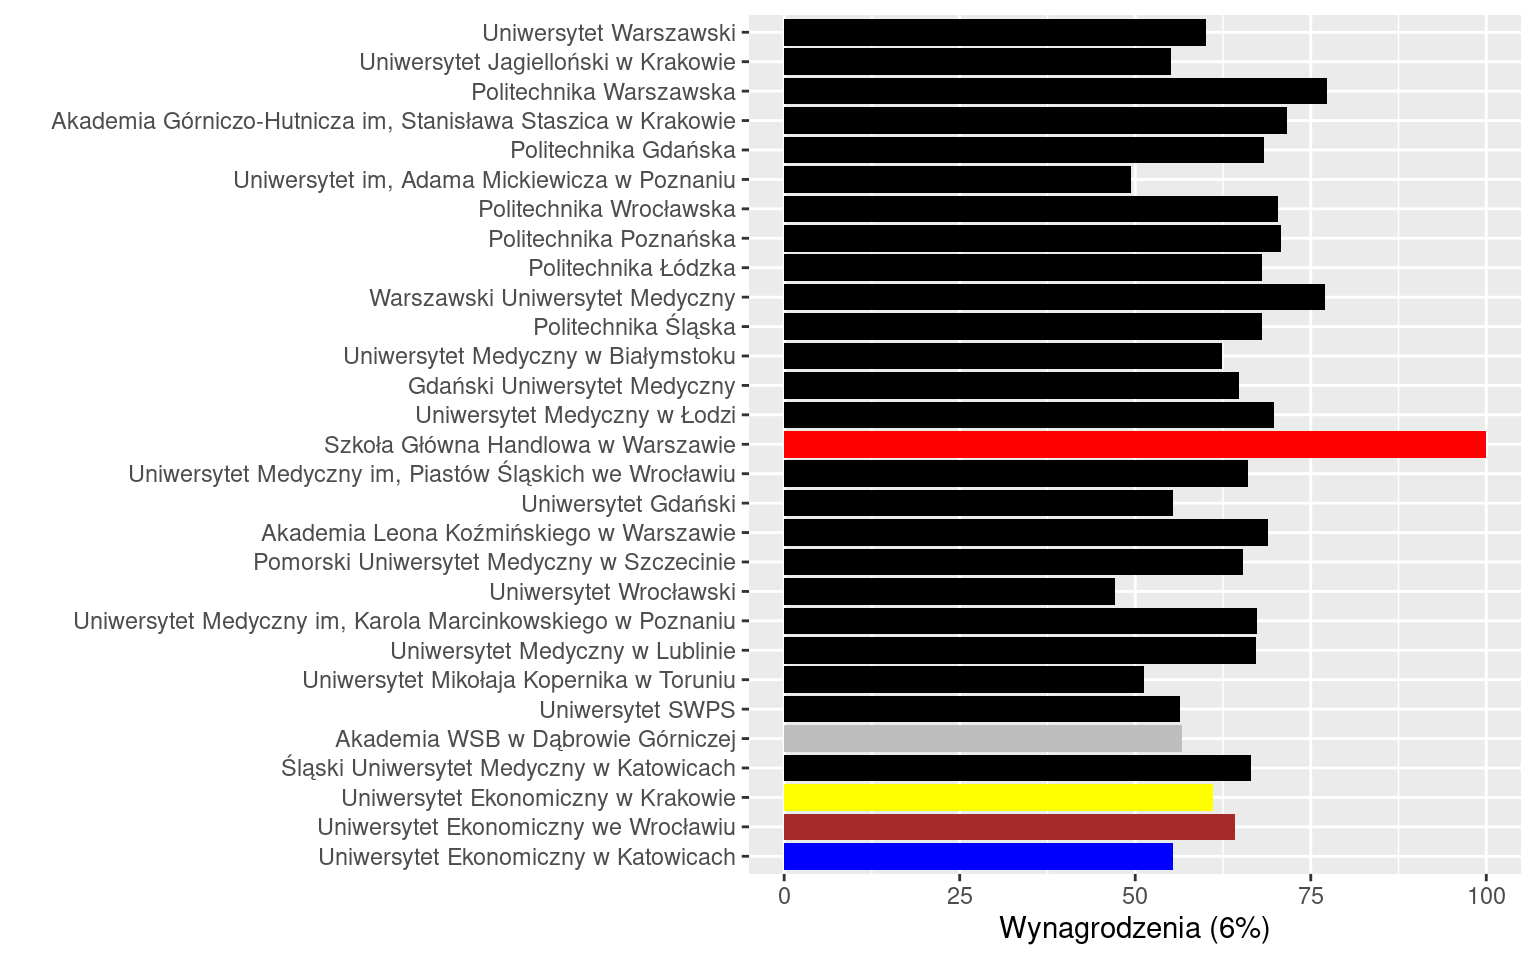 Uniwersytet Warszawski
Uniwersytet Jagielloński w Krakowie
Politechnika Warszawska
Akademia Górniczo-Hutnicza im, Stanisława Staszica w Krakowie
Politechnika Gdańska
Uniwersytet im, Adama Mickiewicza w Poznaniu
Politechnika Wrocławska
Politechnika Poznańska
Politechnika Łódzka
Warszawski Uniwersytet Medyczny
Politechnika Śląska
Uniwersytet Medyczny w Białymstoku
Gdański Uniwersytet Medyczny
Uniwersytet Medyczny w Łodzi
Szkoła Główna Handlowa w Warszawie
Uniwersytet Medyczny im, Piastów Śląskich we Wrocławiu
Uniwersytet Gdański
Akademia Leona Koźmińskiego w Warszawie
Pomorski Uniwersytet Medyczny w Szczecinie
Uniwersytet Wrocławski
Uniwersytet Medyczny im, Karola Marcinkowskiego w Poznaniu
Uniwersytet Medyczny w Lublinie
Uniwersytet Mikołaja Kopernika w Toruniu
Uniwersytet SWPS
Akademia WSB w Dąbrowie Górniczej
Śląski Uniwersytet Medyczny w Katowicach
Uniwersytet Ekonomiczny w Krakowie
Uniwersytet Ekonomiczny we Wrocławiu
Uniwersytet Ekonomiczny w Katowicach
0 25 50 75 100
Wynagrodzenia (6%)